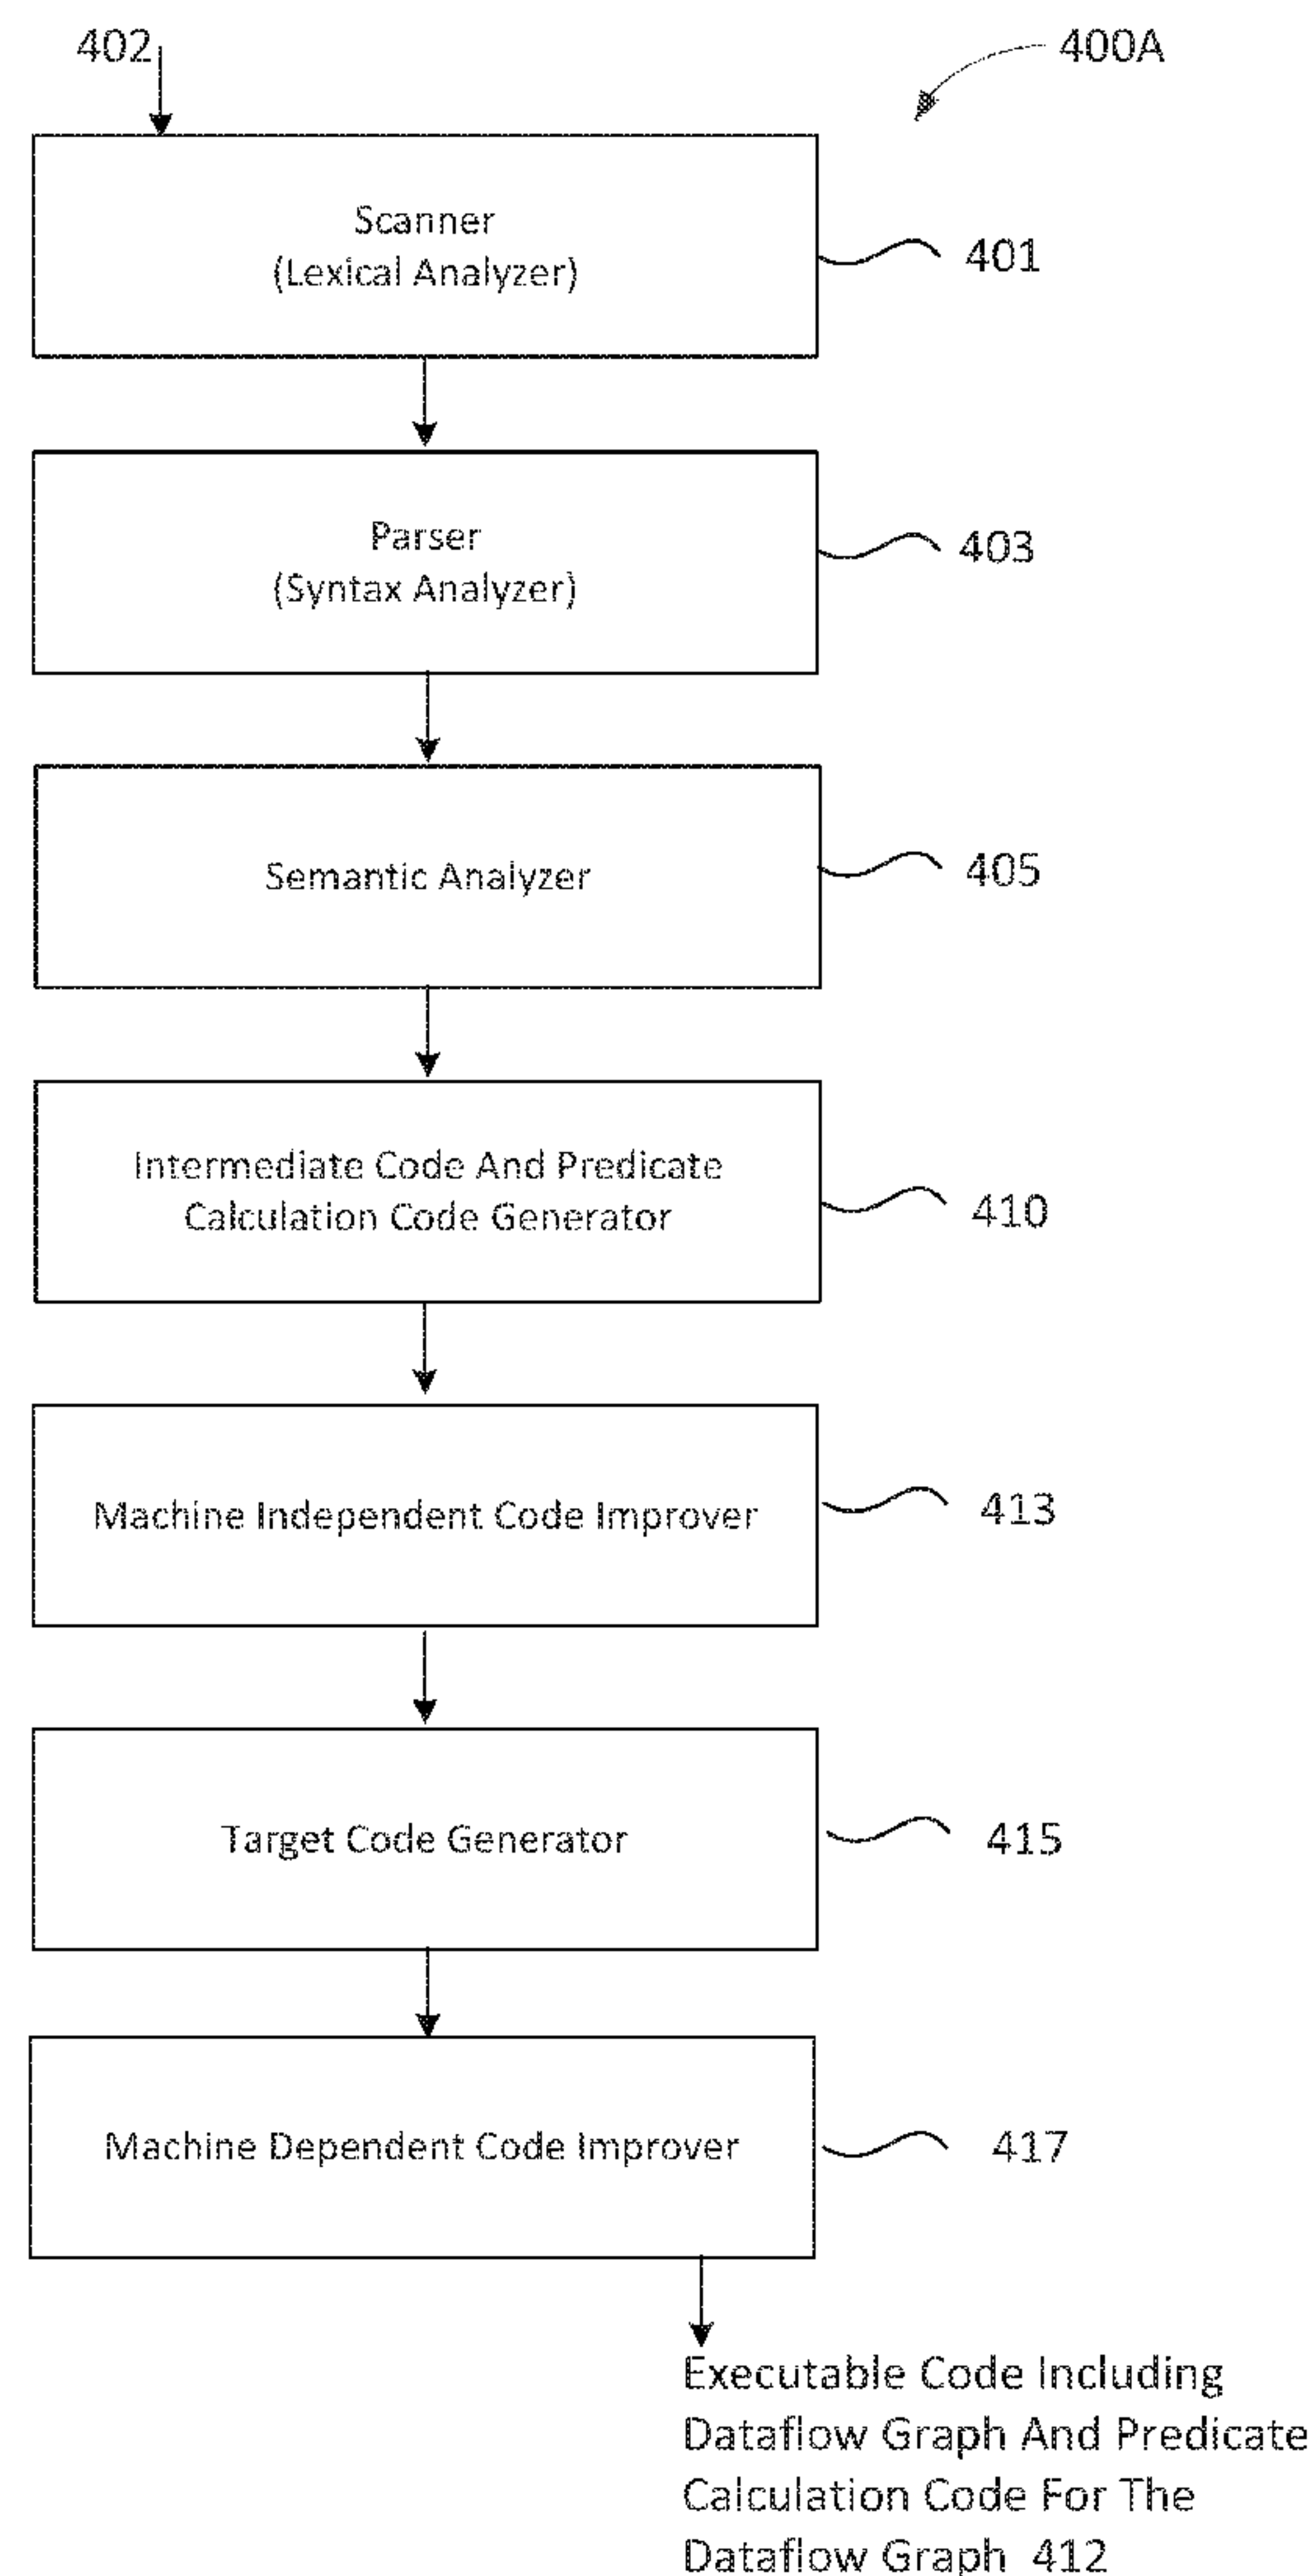 402
400A
Scanner
(Lexical Analyzer)
401
Parser
(Syntax Analyzer)
403
Semantic Analyzer
405
Intermediate Code And Predicate
Calculation Code Generator
410
Machine Independent Code Improver
413
Target Code Generator
415
Machine Dependent Code Improver
417
Executable Code Including
Dataflow Graph And Predicate
Calculation Code For The
Dataflow Graph 412